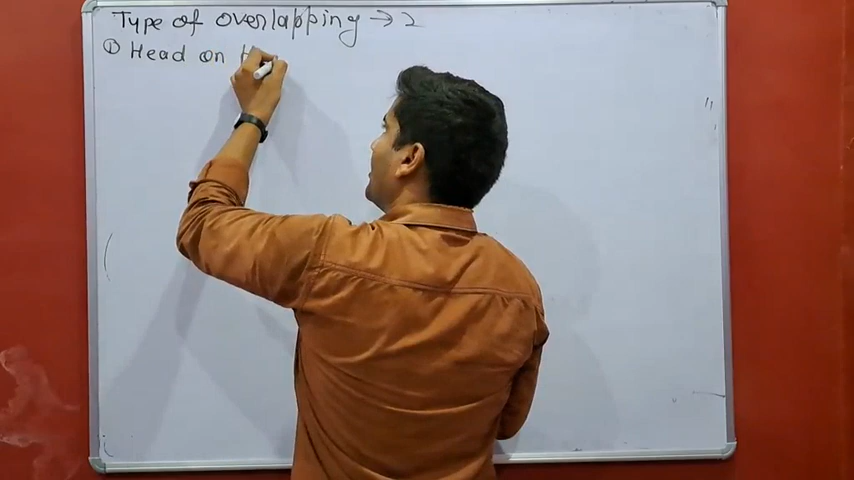 Type of overlapping → 2
① Head on